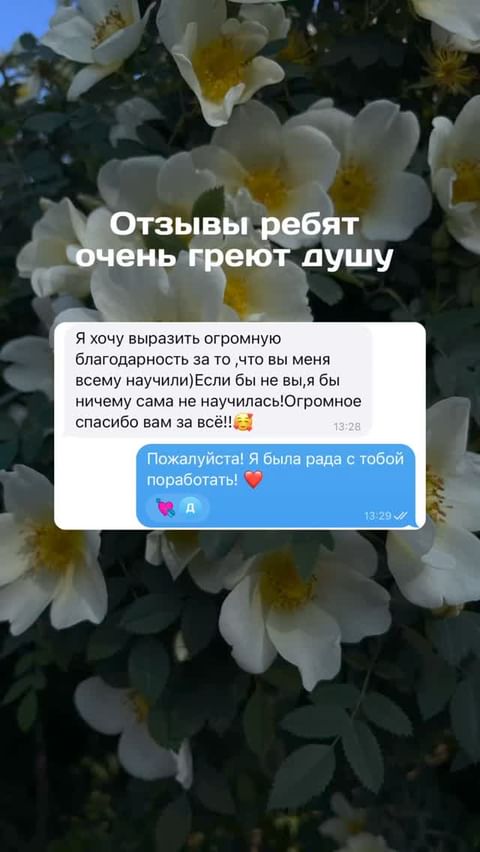 Отзывы ребят
очень греют душу
Я хочу выразить огромную
благодарность за то ,что вы меня
всему научили)Если бы не вы,я бы
ничему сама не научилась!Огромное
спасибо вам за всё!!🥰
13:28
Пожалуйста! Я была рада с тобой
поработать! ❤️
💘 Д
13:29